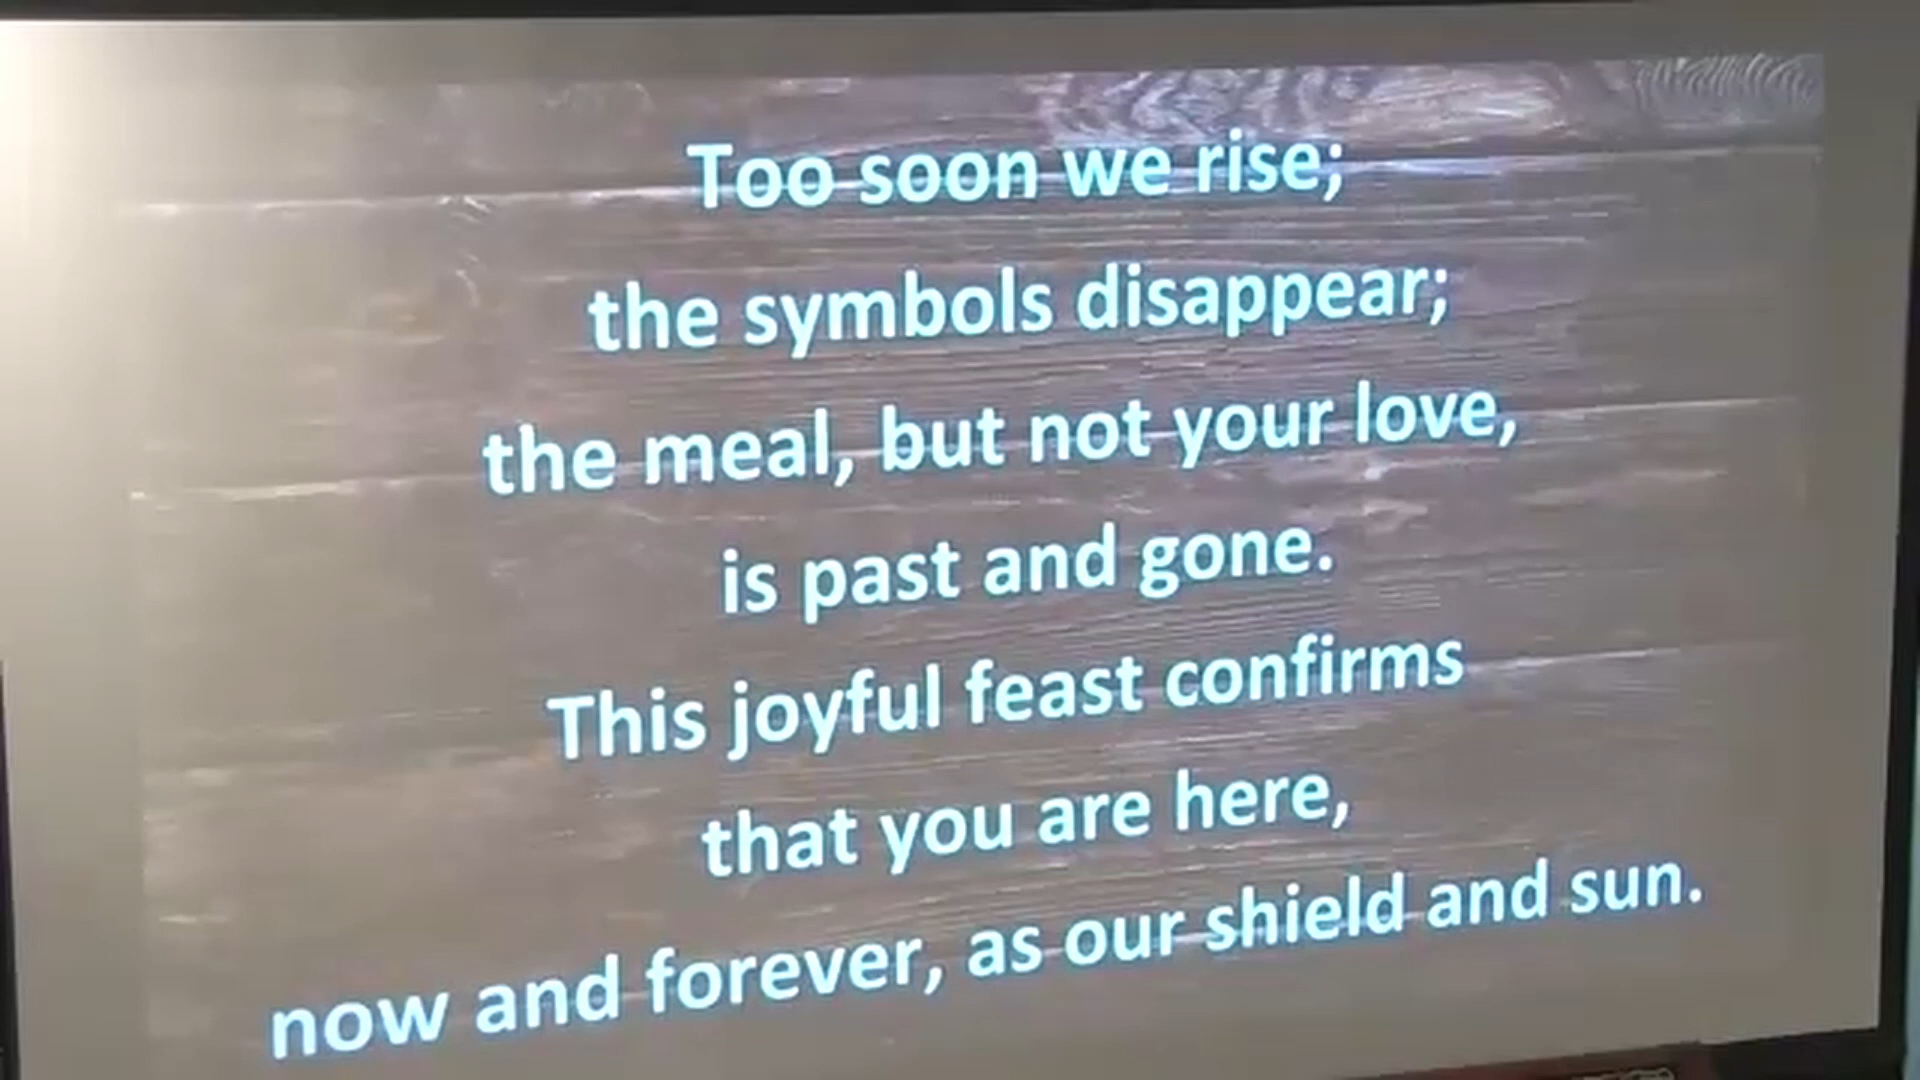 Too soon we rise;
the symbols disappear;
the meal, but not your love,
is past and gone.
This joyful feast confirms
that you are here,
now and forever, as our shield and sun.